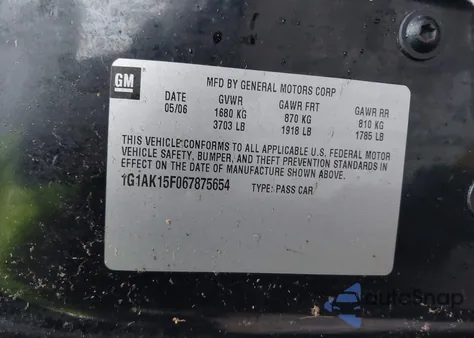 GM
MFD BY GENERAL MOTORS CORP
DATE GVWR GAWR FRT GAWR RR
05/06 1680 KG 870 KG 810 KG
3703 LB 1918 LB 1785 LB
THIS VEHICLE CONFORMS TO ALL APPLICABLE U.S. FEDERAL MOTOR
VEHICLE SAFETY, BUMPER, AND THEFT PREVENTION STANDARDS IN
EFFECT ON THE DATE OF MANUFACTURE SHOWN ABOVE.
1G1AK15F067875654 TYPE: PASS CAR
AutoSnap